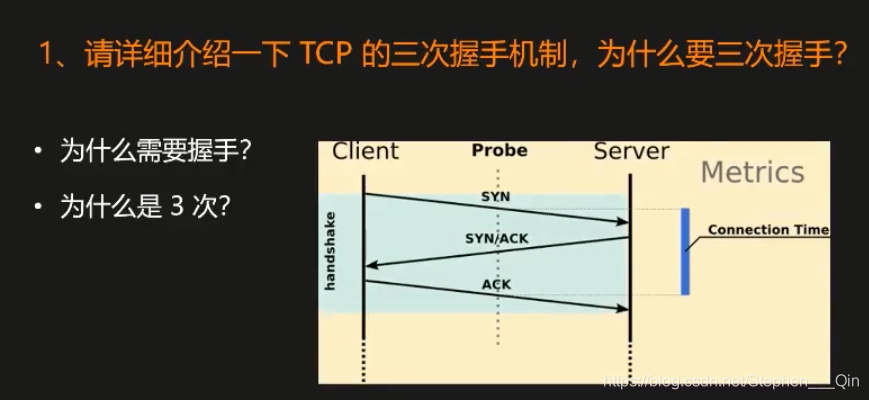 1、请详细介绍一下 TCP 的三次握手机制，为什么要三次握手?
• 为什么需要握手?
• 为什么是 3 次?
Client
Probe
Server
Metrics
SYN
Connection Time
SYN/ACK
handshake
ACK
https://blog.csdn.net/Stephen___Qin